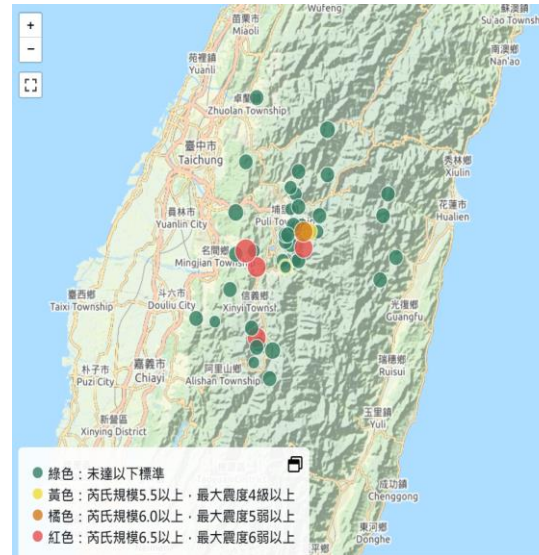 Wufeng
蘇澳鎮
Su'ao Township
+
−
苗栗市
Miaoli
南澳鄉
Nan'ao
苑裡鎮
Yuanli
卓蘭鎮
Zhuolan Township
臺中市
Taichung
秀林鄉
Xiulin
員林市
Yuanlin City
Puli Township
花蓮市
Hualien
名間鄉
Mingjian Township
臺西鄉
Taixi Township
斗六市
Douliu City
信義鄉
Xinyi Townsh
光復鄉
Guangfu
朴子市
Puzi City
嘉義市
Chiayi
阿里山鄉
Alishan Township
瑞穗鄉
Ruisui
新營區
Xinying District
玉里鎮
Yuli
綠色：未達以下標準
黃色：芮氏規模5.5以上，最大震度4級以上
橘色：芮氏規模6.0以上，最大震度5弱以上
紅色：芮氏規模6.5以上，最大震度6弱以上
成功鎮
Chenggong
東河鄉
Donghe
平鄉